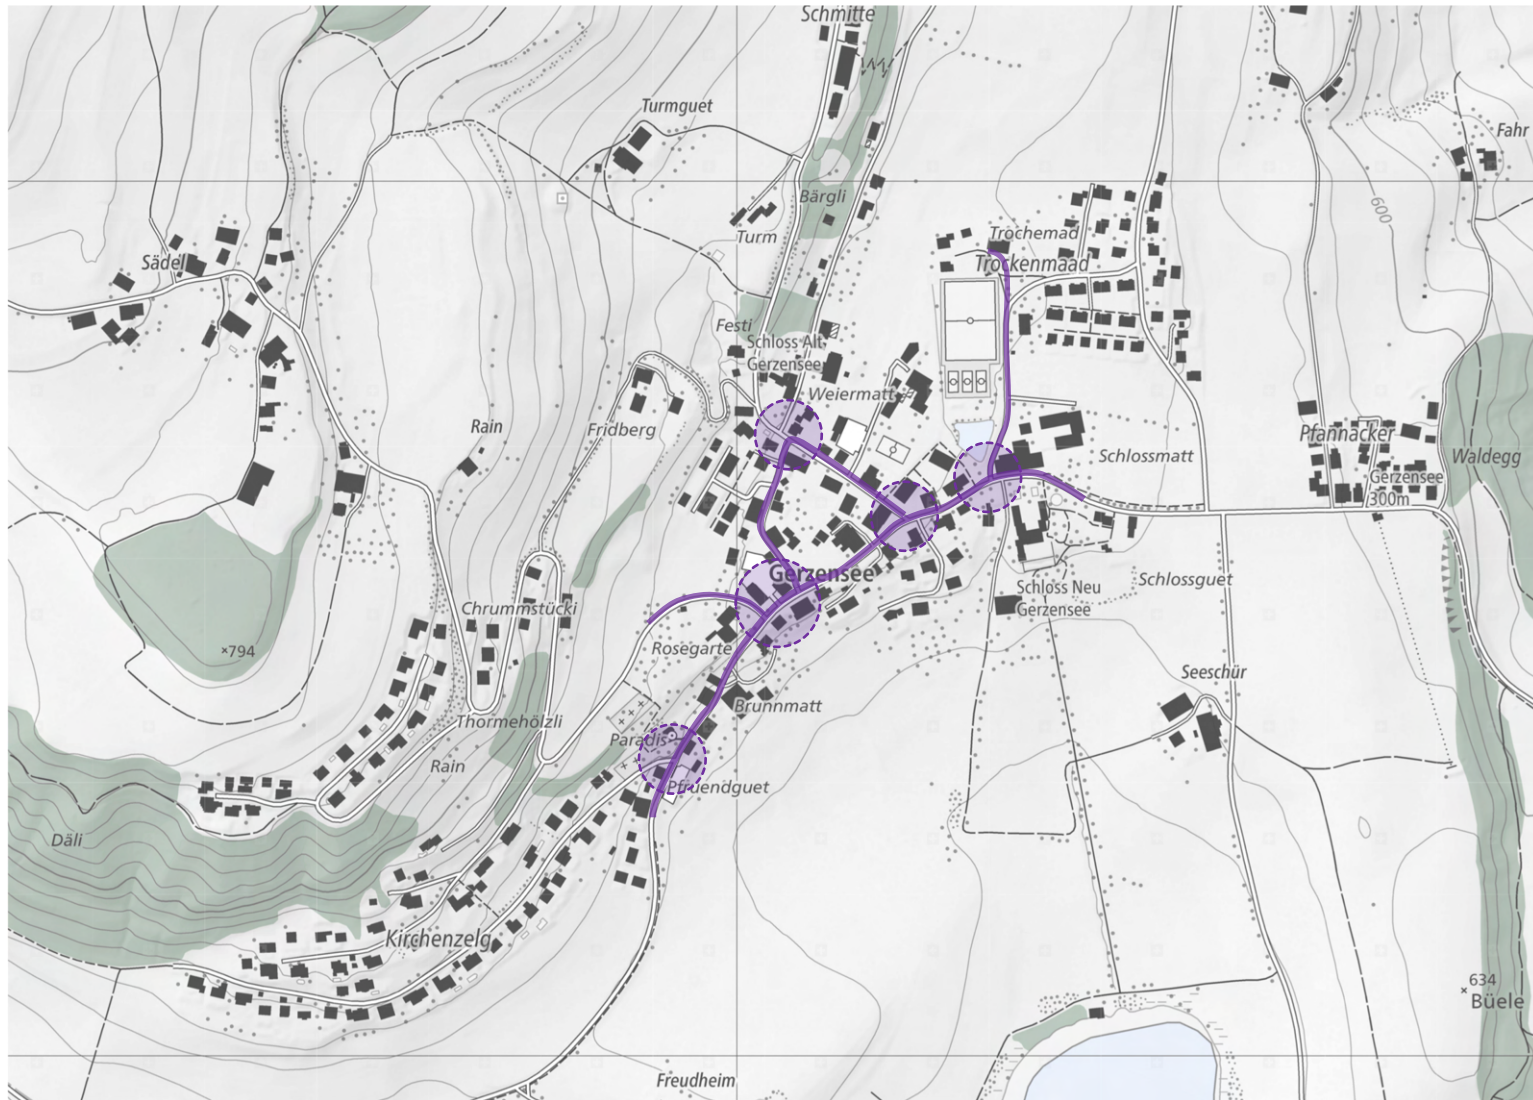 Schmitte
Turmguet
Fahr
Bärgli
600
Turm
Trochemad
Sädel
Trockenmaad
Festi
Schloss Alt
Gerzensee
Weiermatt
Rain
Fridberg
Pfannacker
Schlossmatt
Waldegg
Gerzensee
300m
Gerzensee
Schlossguet
Schloss Neu
Gerzensee
Chrummstücki
794
Rosegarte
Seeschür
Brunnmatt
Thormehölzli
Paradis
Rain
Pfruendguet
Däli
Kirchenzelg
634
Büele
Freudheim